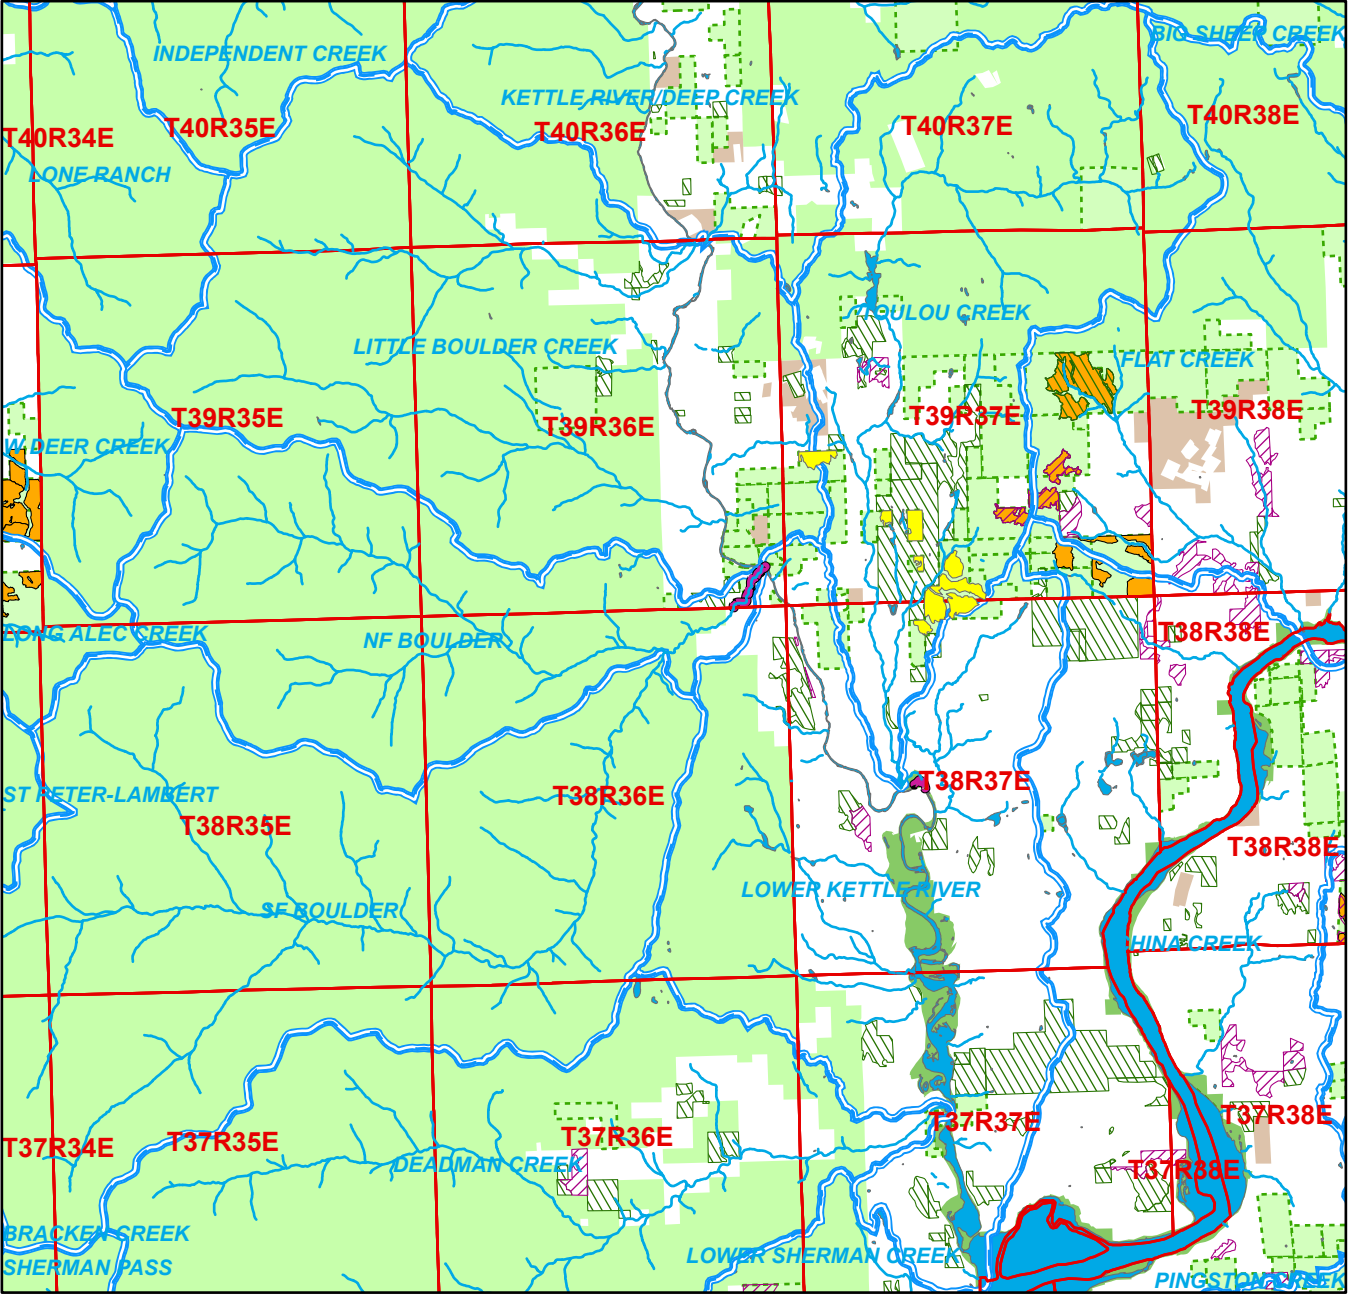 BIG SHEEP CREEK
INDEPENDENT CREEK
KETTLE RIVER/DEEP CREEK
T40R34E
T40R35E
T40R36E
T40R37E
T40R38E
LONE RANCH
TOULOU CREEK
LITTLE BOULDER CREEK
FLAT CREEK
T39R35E
T39R36E
T39R37E
T39R38E
W DEER CREEK
LONG ALEC CREEK
NF BOULDER
T38R38E
ST PETER-LAMBERT
T38R35E
T38R36E
T38R37E
T38R38E
LOWER KETTLE RIVER
SF BOULDER
HINA CREEK
T37R34E
T37R35E
T37R36E
T37R37E
T37R38E
DEADMAN CREEK
T37R38E
BRACKEN CREEK
SHERMAN PASS
LOWER SHERMAN CREEK
PINGSTON CREEK